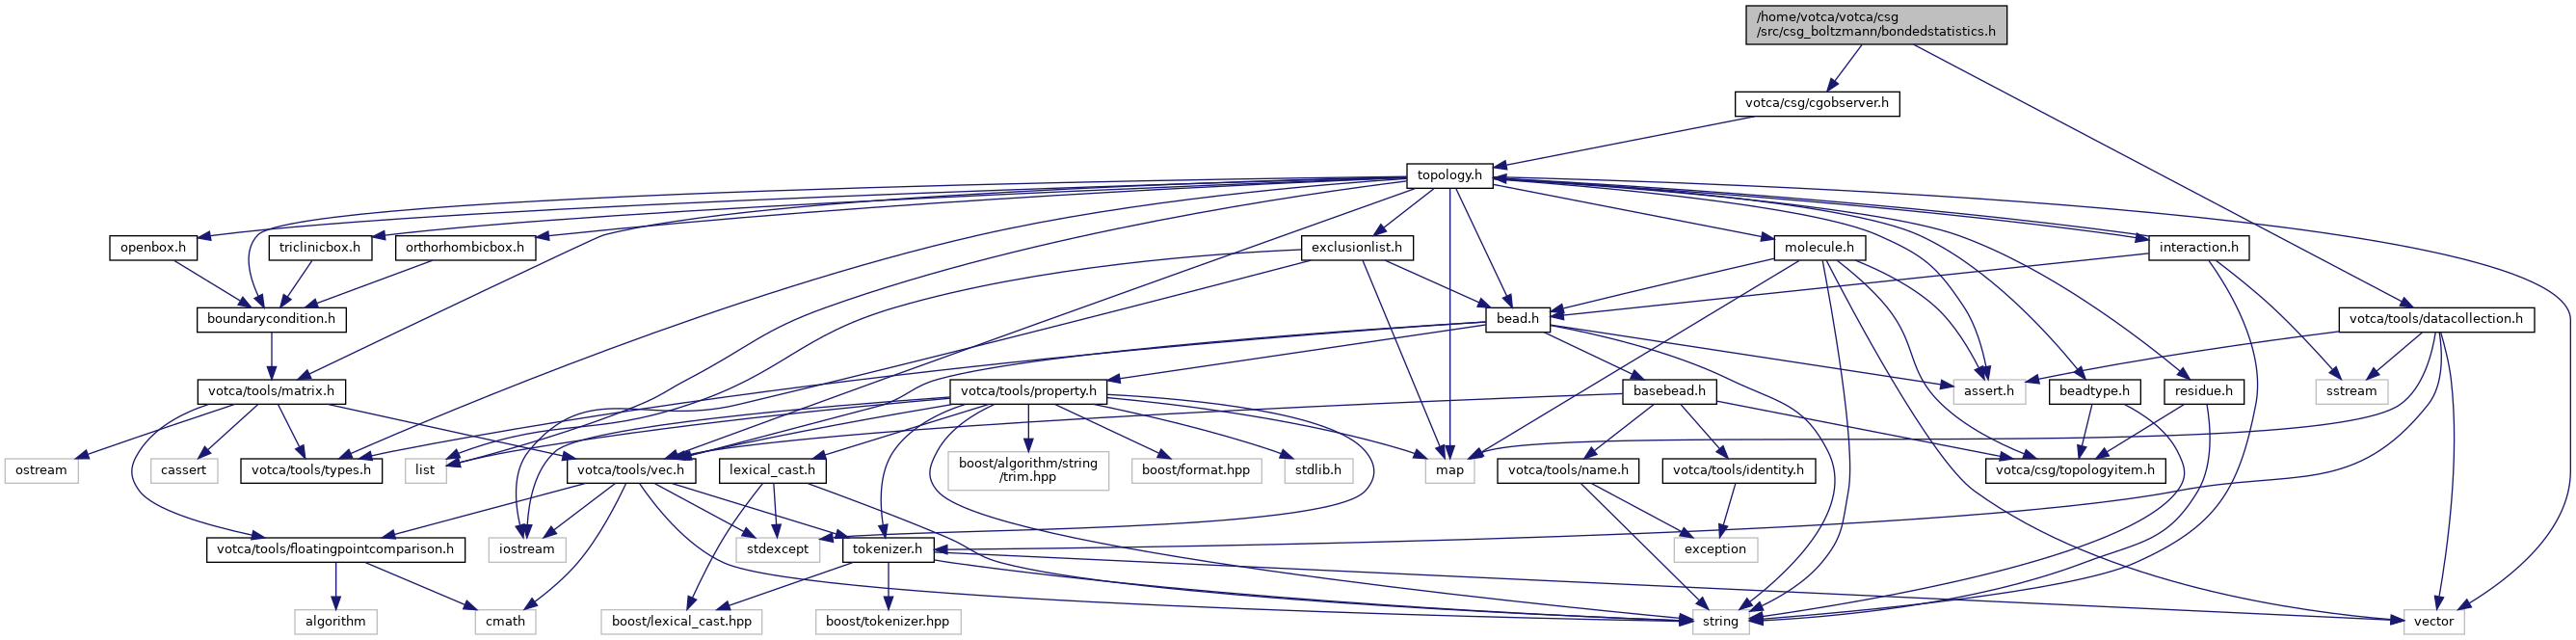 /home/votca/votca/csg
/src/csg_boltzmann/bondedstatistics.h
votca/csg/cgobserver.h
topology.h
openbox.h
triclinicbox.h
orthorhombicbox.h
exclusionlist.h
molecule.h
interaction.h
boundarycondition.h
bead.h
votca/tools/datacollection.h
votca/tools/matrix.h
votca/tools/property.h
basebead.h
assert.h
beadtype.h
residue.h
sstream
ostream
cassert
votca/tools/types.h
list
votca/tools/vec.h
lexical_cast.h
boost/algorithm/string
/trim.hpp
boost/format.hpp
stdlib.h
map
votca/tools/name.h
votca/tools/identity.h
votca/csg/topologyitem.h
votca/tools/floatingpointcomparison.h
iostream
stdexcept
tokenizer.h
exception
algorithm
cmath
boost/lexical_cast.hpp
boost/tokenizer.hpp
string
vector